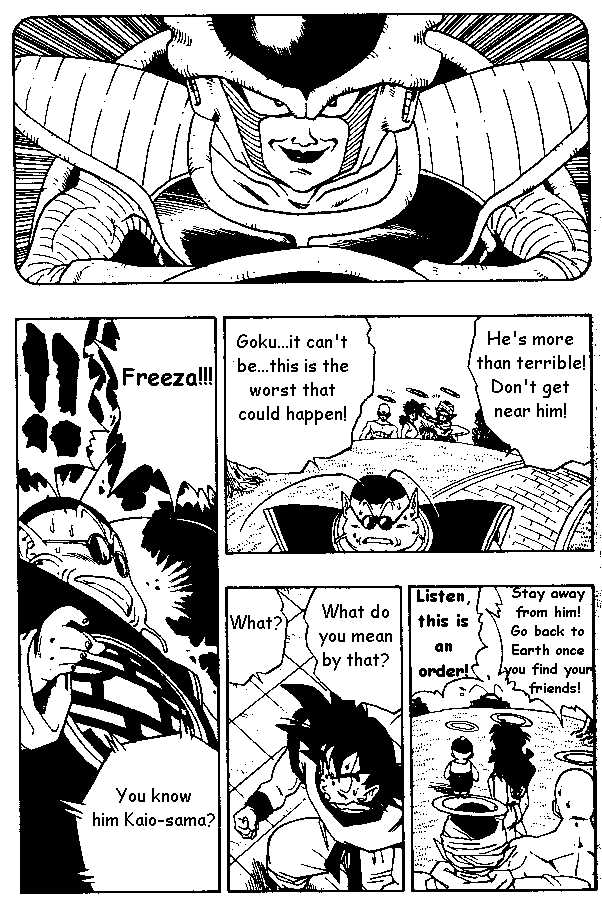 Freeza!!!
You know
him Kaio-sama?
Goku...it can't
be...this is the
worst that
could happen!
He's more
than terrible!
Don't get
near him!
What?
What do
you mean
by that?
Listen,
this is
an
order!
Stay away
from him!
Go back to
Earth once
you find your
friends!